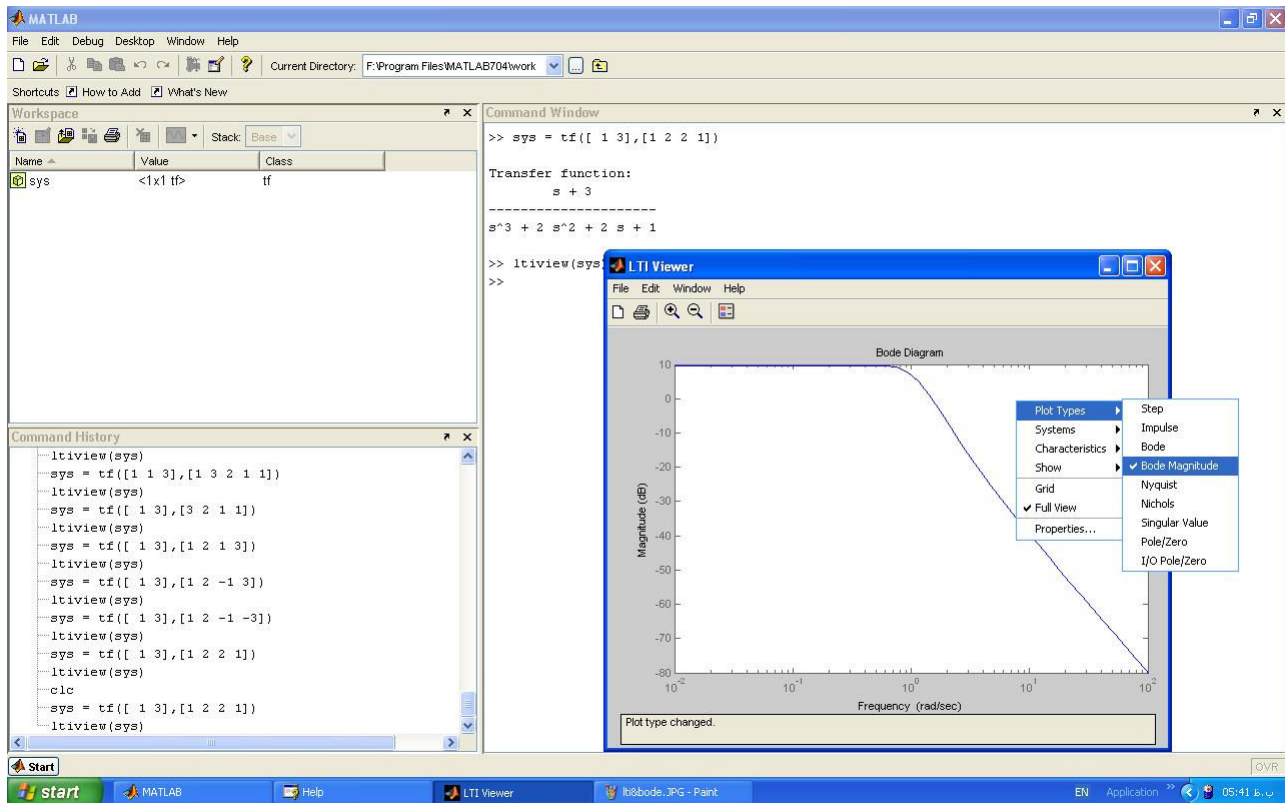 MATLAB
File Edit Debug Desktop Window Help
Current Directory: F:\Program Files\MATLAB704\work
Shortcuts How to Add What's New
Workspace
Stack: Base
Name Value Class
sys <1x1 tf> tf
Command History
ltiview(sys)
sys = tf([1 1 3],[1 3 2 1 1])
ltiview(sys)
sys = tf([ 1 3],[3 2 1 1])
ltiview(sys)
sys = tf([ 1 3],[1 2 1 3])
ltiview(sys)
sys = tf([ 1 3],[1 2 -1 3])
ltiview(sys)
sys = tf([ 1 3],[1 2 -1 -3])
ltiview(sys)
sys = tf([ 1 3],[1 2 2 1])
ltiview(sys)
clc
sys = tf([ 1 3],[1 2 2 1])
ltiview(sys)
Command Window
>> sys = tf([ 1 3],[1 2 2 1])
Transfer function:
s + 3
---------------------
s^3 + 2 s^2 + 2 s + 1
>> ltiview(sys)
>>
LTI Viewer
File Edit Window Help
Bode Diagram
Magnitude (dB)
10
0
-10
-20
-30
-40
-50
-60
-70
-80
10^-2 10^-1 10^0 10^1 10^2
Frequency (rad/sec)
Plot type changed.
Plot Types
Systems
Characteristics
Show
Grid
Full View
Properties...
Step
Impulse
Bode
Bode Magnitude
Nyquist
Nichols
Singular Value
Pole/Zero
I/O Pole/Zero
Start
OVR
start MATLAB Help LTI Viewer lti&bode.JPG - Paint EN Application 05:41 ب.ظ